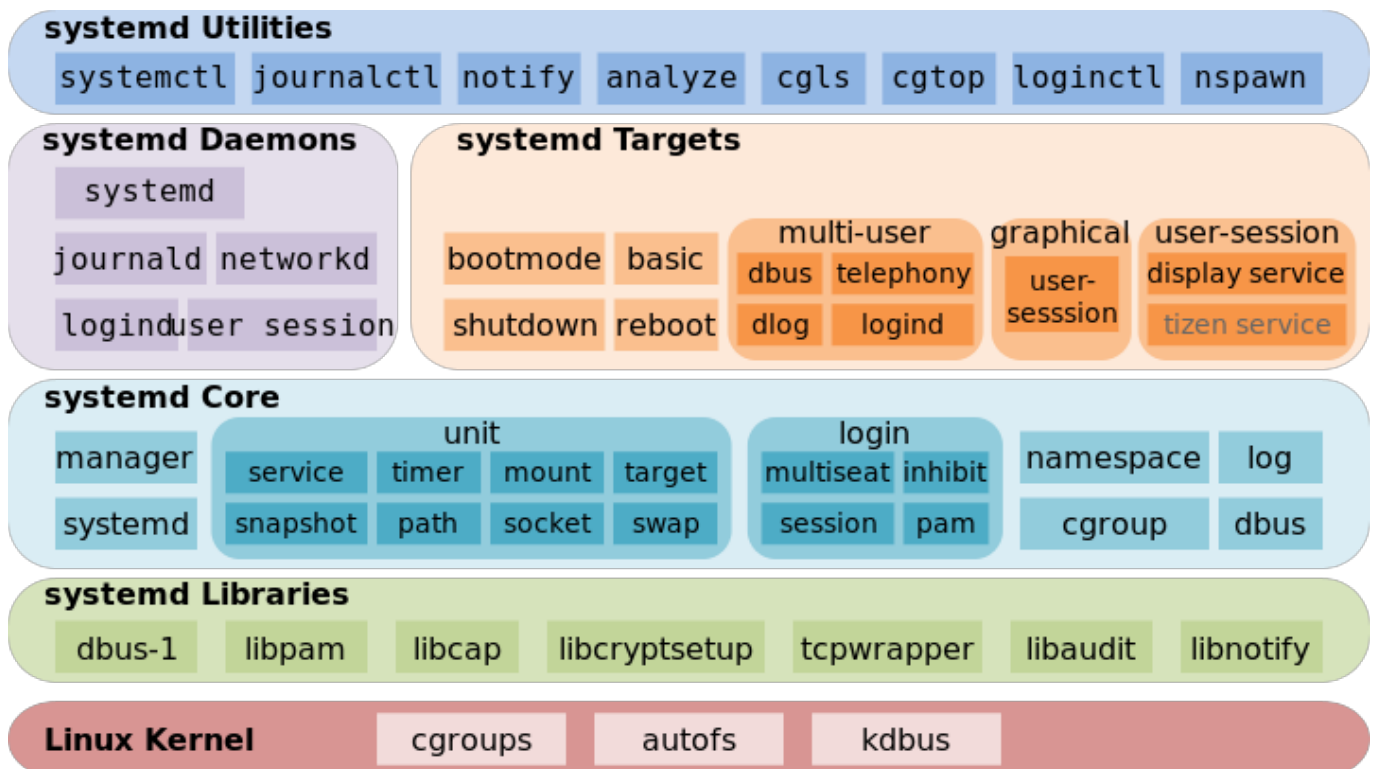 systemd Utilities
systemctl journalctl notify analyze cgls cgtop loginctl nspawn
systemd Daemons
systemd
journald networkd
logind user session
systemd Targets
bootmode basic
shutdown reboot
multi-user
dbus telephony
dlog logind
graphical
user-
sesssion
user-session
display service
tizen service
systemd Core
manager
systemd
unit
service timer mount target
snapshot path socket swap
login
multiseat inhibit
session pam
namespace log
cgroup dbus
systemd Libraries
dbus-1 libpam libcap libcryptsetup tcpwrapper libaudit libnotify
Linux Kernel cgroups autofs kdbus